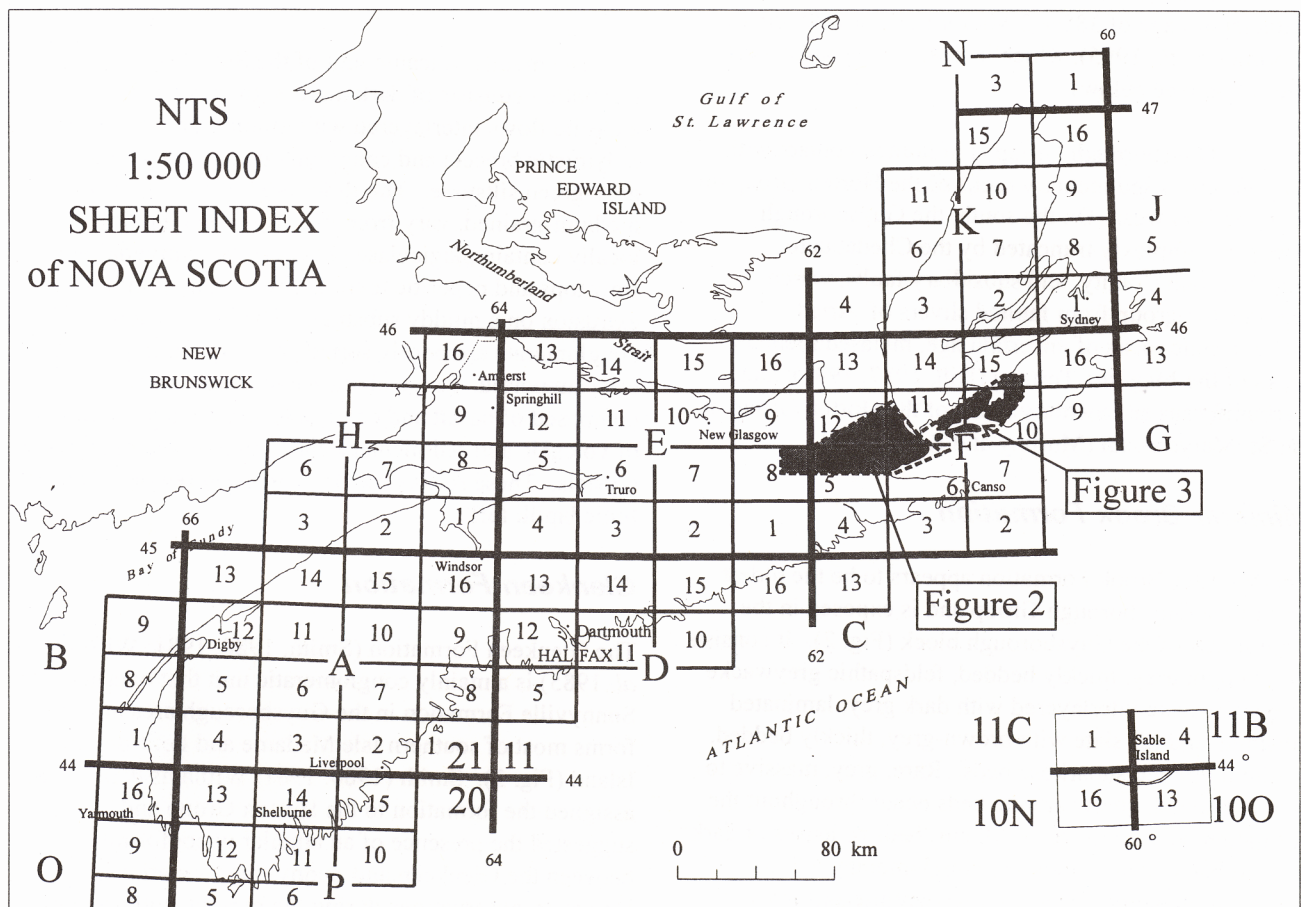 NTS
1:50 000
SHEET INDEX
of NOVA SCOTIA
Gulf of
St. Lawrence
PRINCE
EDWARD
ISLAND
Northumberland
Strait
NEW
BRUNSWICK
N
60
3 1
47
15 16
11 10 9
K
J
6 7 8 5
62
4 3 2 1 4
Sydney
64
46
46
16 13 14 15 16 13 14 15 16 13
Amherst
Springhill
9 12 11 10 9 12 11 10 9
New Glasgow
H
E
F
G
6 7 8 5 6 7 8 5 6 7
Truro
Canso
Figure 3
3 2 1 4 3 2 1 4 3 2
66
45
Bay of Fundy
Windsor
13 14 15 16 13 14 15 16 13
Figure 2
9 12 11 10 9 12 11 10
Digby
Dartmouth
HALIFAX
B
A
D
C
62
8 5 6 7 8 5
1 4 3 2 21 11
Liverpool
44
44
20
16 13 14 15
Yarmouth
Shelburne
9 12 11 10
64
O
P
8 5 6
ATLANTIC OCEAN
0 80 km
11C 1 4 11B
Sable
Island
44°
10N 16 13 10O
60°